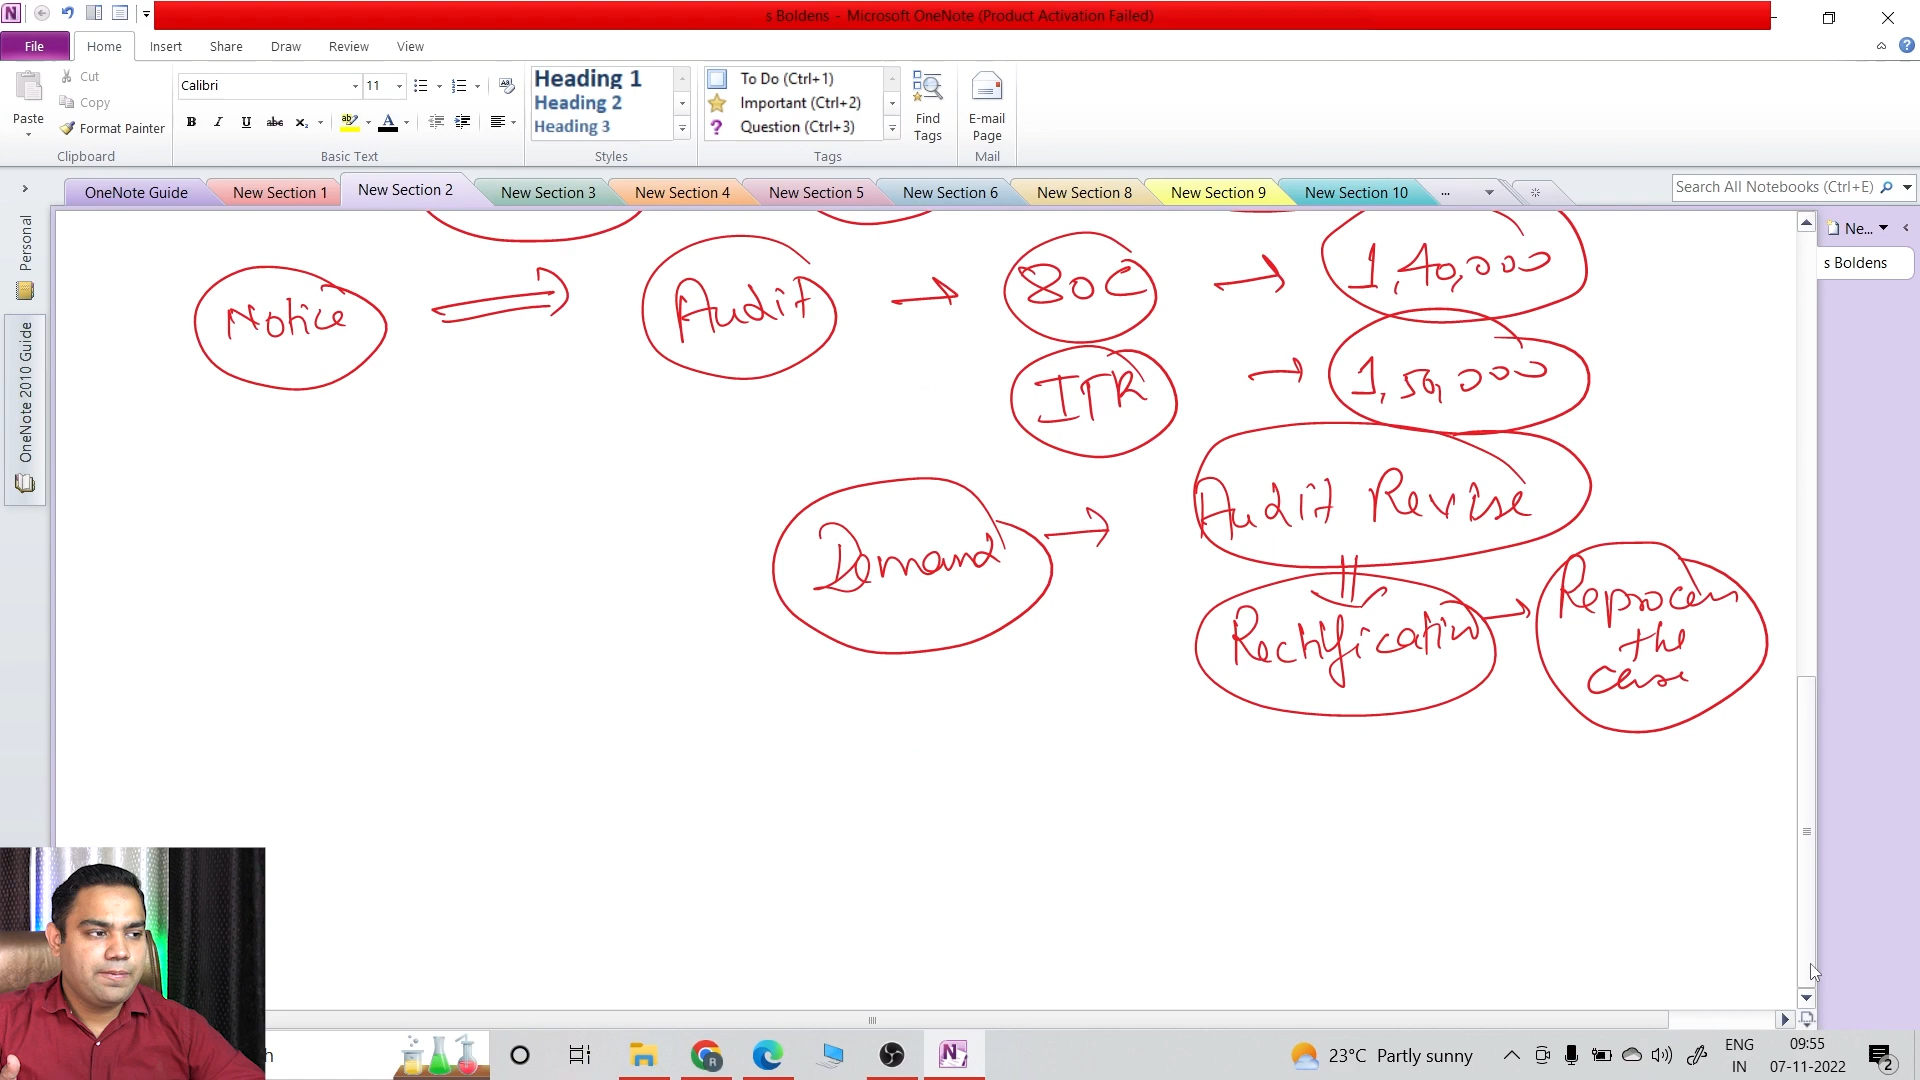 s Boldens - Microsoft OneNote (Product Activation Failed)
File Home Insert Share Draw Review View
Cut
Copy
Format Painter
Paste
Clipboard
Calibri 11
B I U abc x₂ ab A
Basic Text
Heading 1
Heading 2
Heading 3
Styles
To Do (Ctrl+1)
Important (Ctrl+2)
Question (Ctrl+3)
Tags
Find
Tags
E-mail
Page
Mail
OneNote Guide New Section 1 New Section 2 New Section 3 New Section 4 New Section 5 New Section 6 New Section 8 New Section 9 New Section 10 ...
Search All Notebooks (Ctrl+E)
Personal
OneNote 2010 Guide
Ne...
s Boldens
Notice Audit 80C 1,40,000
ITR 1,50,000
Demand Audit Revise
Rectification
Reprocess
the
case
h
23°C Partly sunny
ENG
IN
09:55
07-11-2022
2